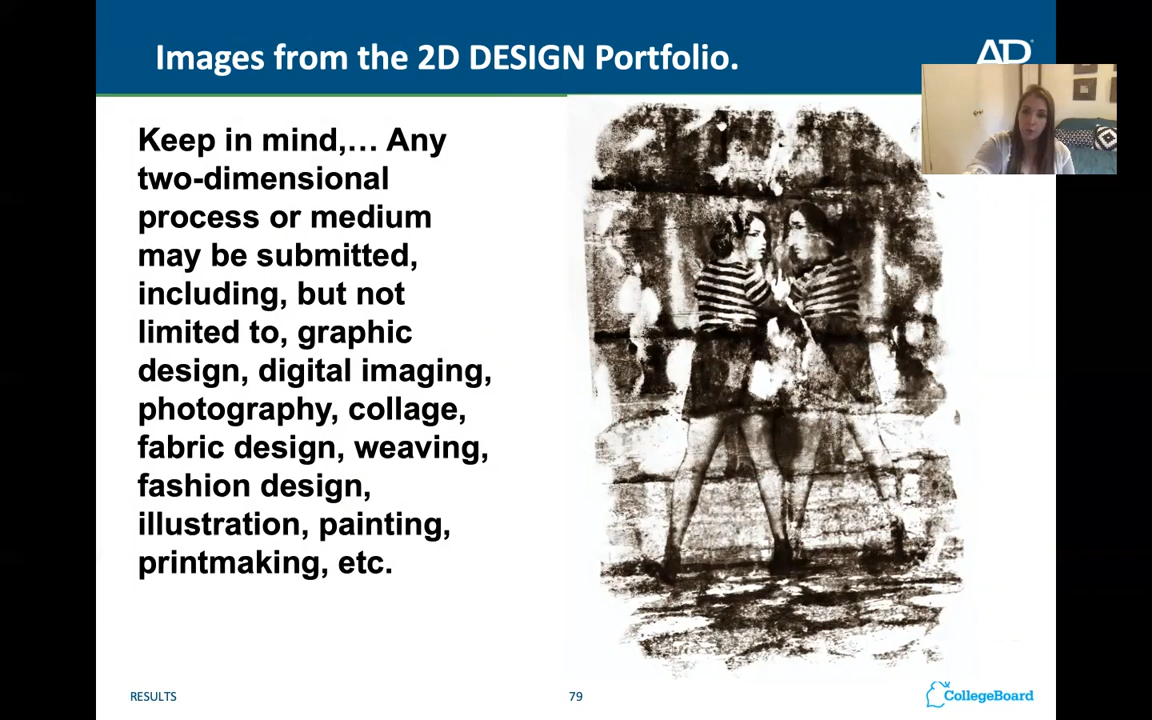 Images from the 2D DESIGN Portfolio.
AP
Keep in mind,... Any
two-dimensional
process or medium
may be submitted,
including, but not
limited to, graphic
design, digital imaging,
photography, collage,
fabric design, weaving,
fashion design,
illustration, painting,
printmaking, etc.
RESULTS
79
CollegeBoard